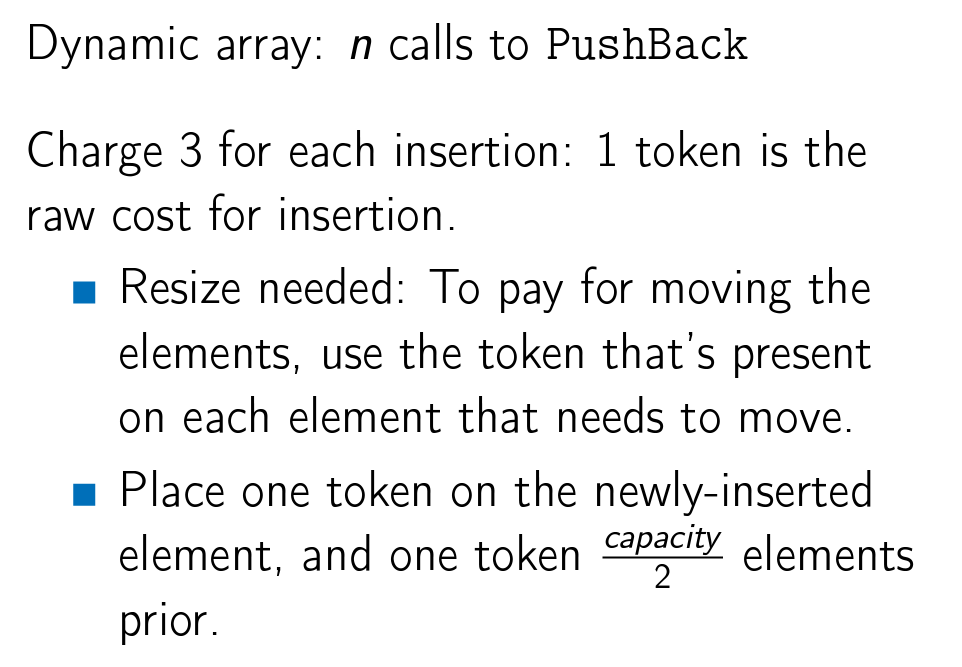 Dynamic array: n calls to PushBack
Charge 3 for each insertion: 1 token is the
raw cost for insertion.
Resize needed: To pay for moving the
elements, use the token that's present
on each element that needs to move.
Place one token on the newly-inserted
element, and one token capacity/2 elements
prior.